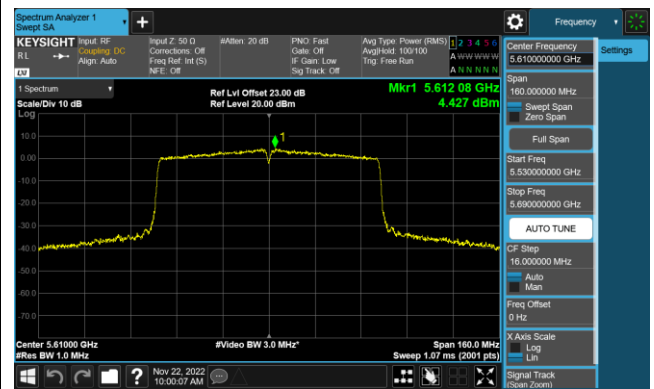 Spectrum Analyzer 1
Swept SA
Frequency
KEYSIGHT
RL
LXI
Input: RF
Coupling: DC
Align: Auto
Input Z: 50 Ω
Corrections: Off
Freq Ref: Int (S)
NFE: Off
#Atten: 20 dB
PNO: Fast
Gate: Off
IF Gain: Low
Sig Track: Off
Avg Type: Power (RMS)
Avg|Hold: 100/100
Trig: Free Run
1 2 3 4 5 6
A W W W W W
A N N N N N
1 Spectrum
Scale/Div 10 dB
Log
Ref Lvl Offset 23.00 dB
Ref Level 20.00 dBm
Mkr1 5.612 08 GHz
4.427 dBm
10.0
0.00
-10.0
-20.0
-30.0
-40.0
-50.0
-60.0
-70.0
1
Center 5.61000 GHz
#Res BW 1.0 MHz
#Video BW 3.0 MHz*
Span 160.0 MHz
Sweep 1.07 ms (2001 pts)
Nov 22, 2022
10:00:07 AM
Center Frequency
5.610000000 GHz
Settings
Span
160.000000 MHz
Swept Span
Zero Span
Full Span
Start Freq
5.530000000 GHz
Stop Freq
5.690000000 GHz
AUTO TUNE
CF Step
16.000000 MHz
Auto
Man
Freq Offset
0 Hz
X Axis Scale
Log
Lin
Signal Track
(Span Zoom)